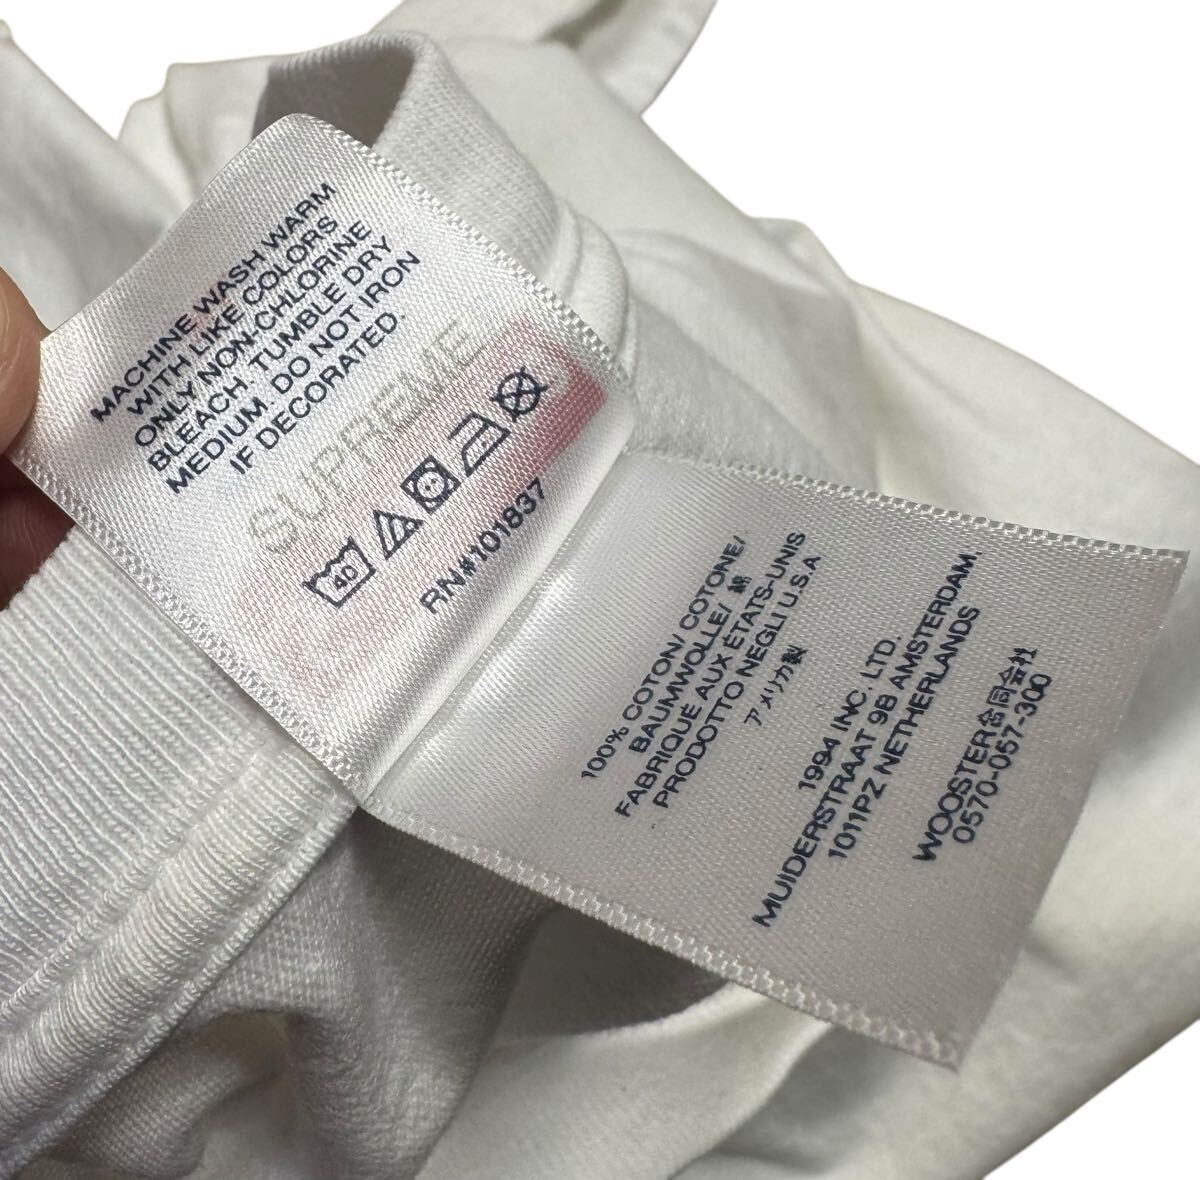 MACHINE WASH WARM
WITH LIKE COLORS
ONLY NON-CHLORINE
BLEACH. TUMBLE DRY
MEDIUM. DO NOT IRON
IF DECORATED.
SUPREME
40
RN#101837
100% COTON/ COTONE/
BAUMWOLLE/ 綿
FABRIQUE AUX ÉTATS-UNIS
PRODOTTO NEGLI U.S.A
アメリカ製
1994 INC. LTD.
MUIDERSTRAAT 9B AMSTERDAM.
1011PZ NETHERLANDS
WOOSTER合同会社
0570-057-300